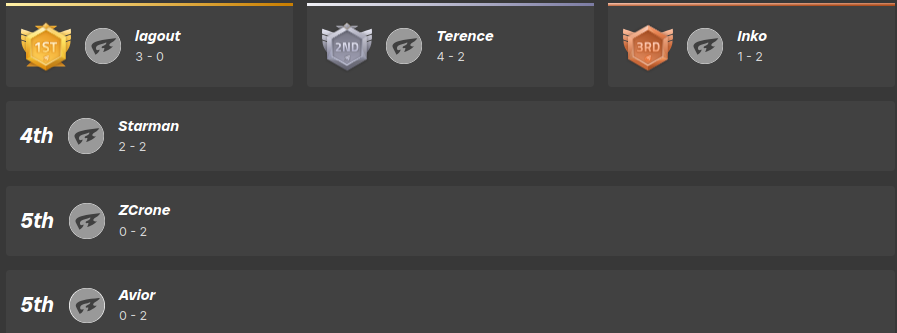 1ST
lagout
3 - 0
2ND
Terence
4 - 2
3RD
Inko
1 - 2
4th
Starman
2 - 2
5th
ZCrone
0 - 2
5th
Avior
0 - 2